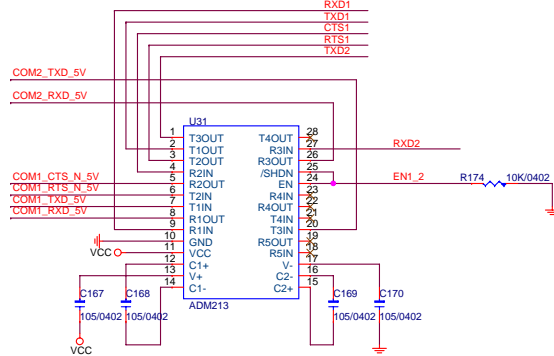 RXD1
TXD1
CTS1
RTS1
TXD2
COM2_TXD_5V
COM2_RXD_5V
U31
1 T3OUT T4OUT 28
2 T1OUT R3IN 27 RXD2
3 T2OUT R3OUT 26
4 R2IN /SHDN 25
COM1_CTS_N_5V 5 R2OUT EN 24 EN1_2 R174 10K/0402
COM1_RTS_N_5V 6 T2IN R4IN 23
COM1_TXD_5V 7 T1IN R4OUT 22
COM1_RXD_5V 8 R1OUT T4IN 21
9 R1IN T3IN 20
10 GND R5OUT 19
VCC 11 VCC R5IN 18
12 C1+ V- 17
13 V+ C2- 16
14 C1- C2+ 15
ADM213
C167 C168 C169 C170
105/0402 105/0402 105/0402 105/0402
VCC